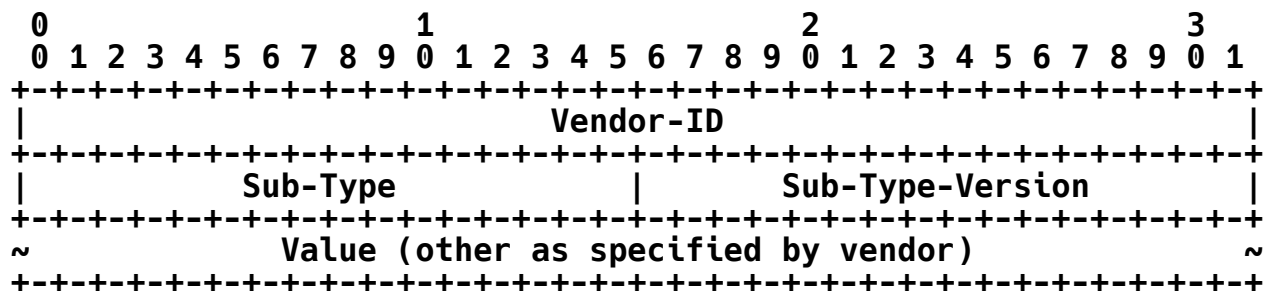 0                   1                   2                   3
 0 1 2 3 4 5 6 7 8 9 0 1 2 3 4 5 6 7 8 9 0 1 2 3 4 5 6 7 8 9 0 1
+-+-+-+-+-+-+-+-+-+-+-+-+-+-+-+-+-+-+-+-+-+-+-+-+-+-+-+-+-+-+-+-+
|                           Vendor-ID                           |
+-+-+-+-+-+-+-+-+-+-+-+-+-+-+-+-+-+-+-+-+-+-+-+-+-+-+-+-+-+-+-+-+
|           Sub-Type            |       Sub-Type-Version        |
+-+-+-+-+-+-+-+-+-+-+-+-+-+-+-+-+-+-+-+-+-+-+-+-+-+-+-+-+-+-+-+-+
~             Value (other as specified by vendor)              ~
+-+-+-+-+-+-+-+-+-+-+-+-+-+-+-+-+-+-+-+-+-+-+-+-+-+-+-+-+-+-+-+-+